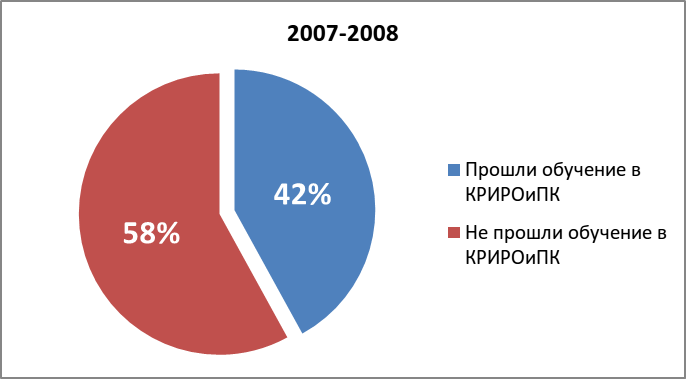 2007-2008
42%
58%
Прошли обучение в
КРИРОиПК
Не прошли обучение в
КРИРОиПК